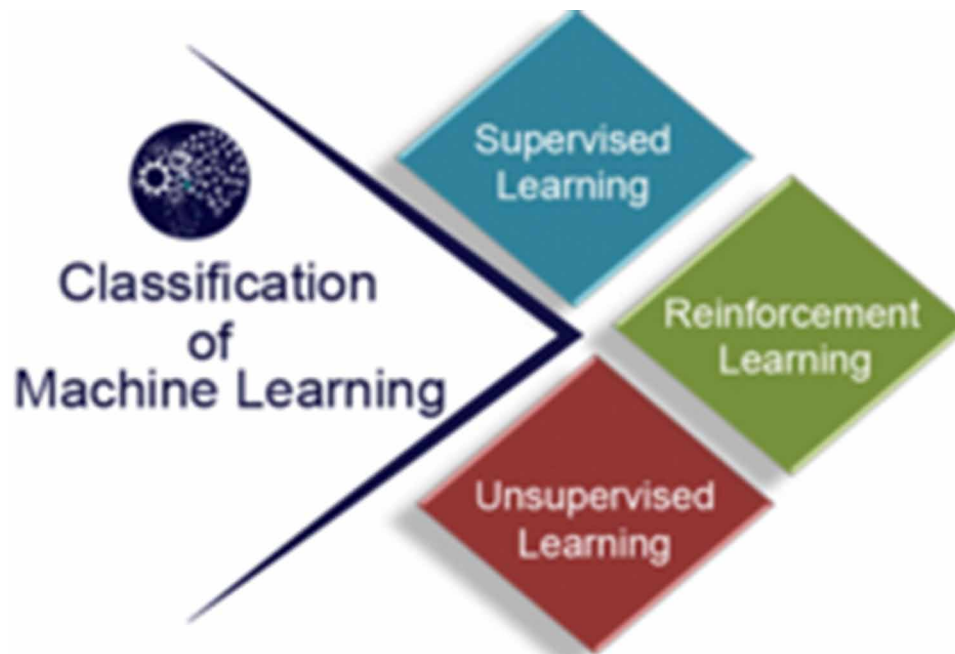 Classification
of
Machine Learning
Supervised
Learning
Reinforcement
Learning
Unsupervised
Learning